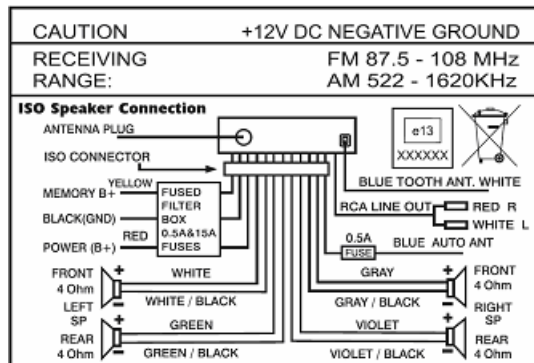 CAUTION +12V DC NEGATIVE GROUND
RECEIVING RANGE: FM 87.5 - 108 MHz
AM 522 - 1620KHz
ISO Speaker Connection
ANTENNA PLUG
ISO CONNECTOR
e13
XXXXXX
BLUE TOOTH ANT. WHITE
MEMORY B+ YELLOW
BLACK(GND)
POWER (B+) RED
FUSED
FILTER
BOX
0.5A&15A
FUSES
RCA LINE OUT RED R
WHITE L
0.5A
FUSE
BLUE AUTO ANT
FRONT
4 Ohm
LEFT
SP
REAR
4 Ohm
+
-
+
-
WHITE
WHITE / BLACK
GREEN
GREEN / BLACK
GRAY
GRAY / BLACK
VIOLET
VIOLET / BLACK
+
-
+
-
FRONT
4 Ohm
RIGHT
SP
REAR
4 Ohm